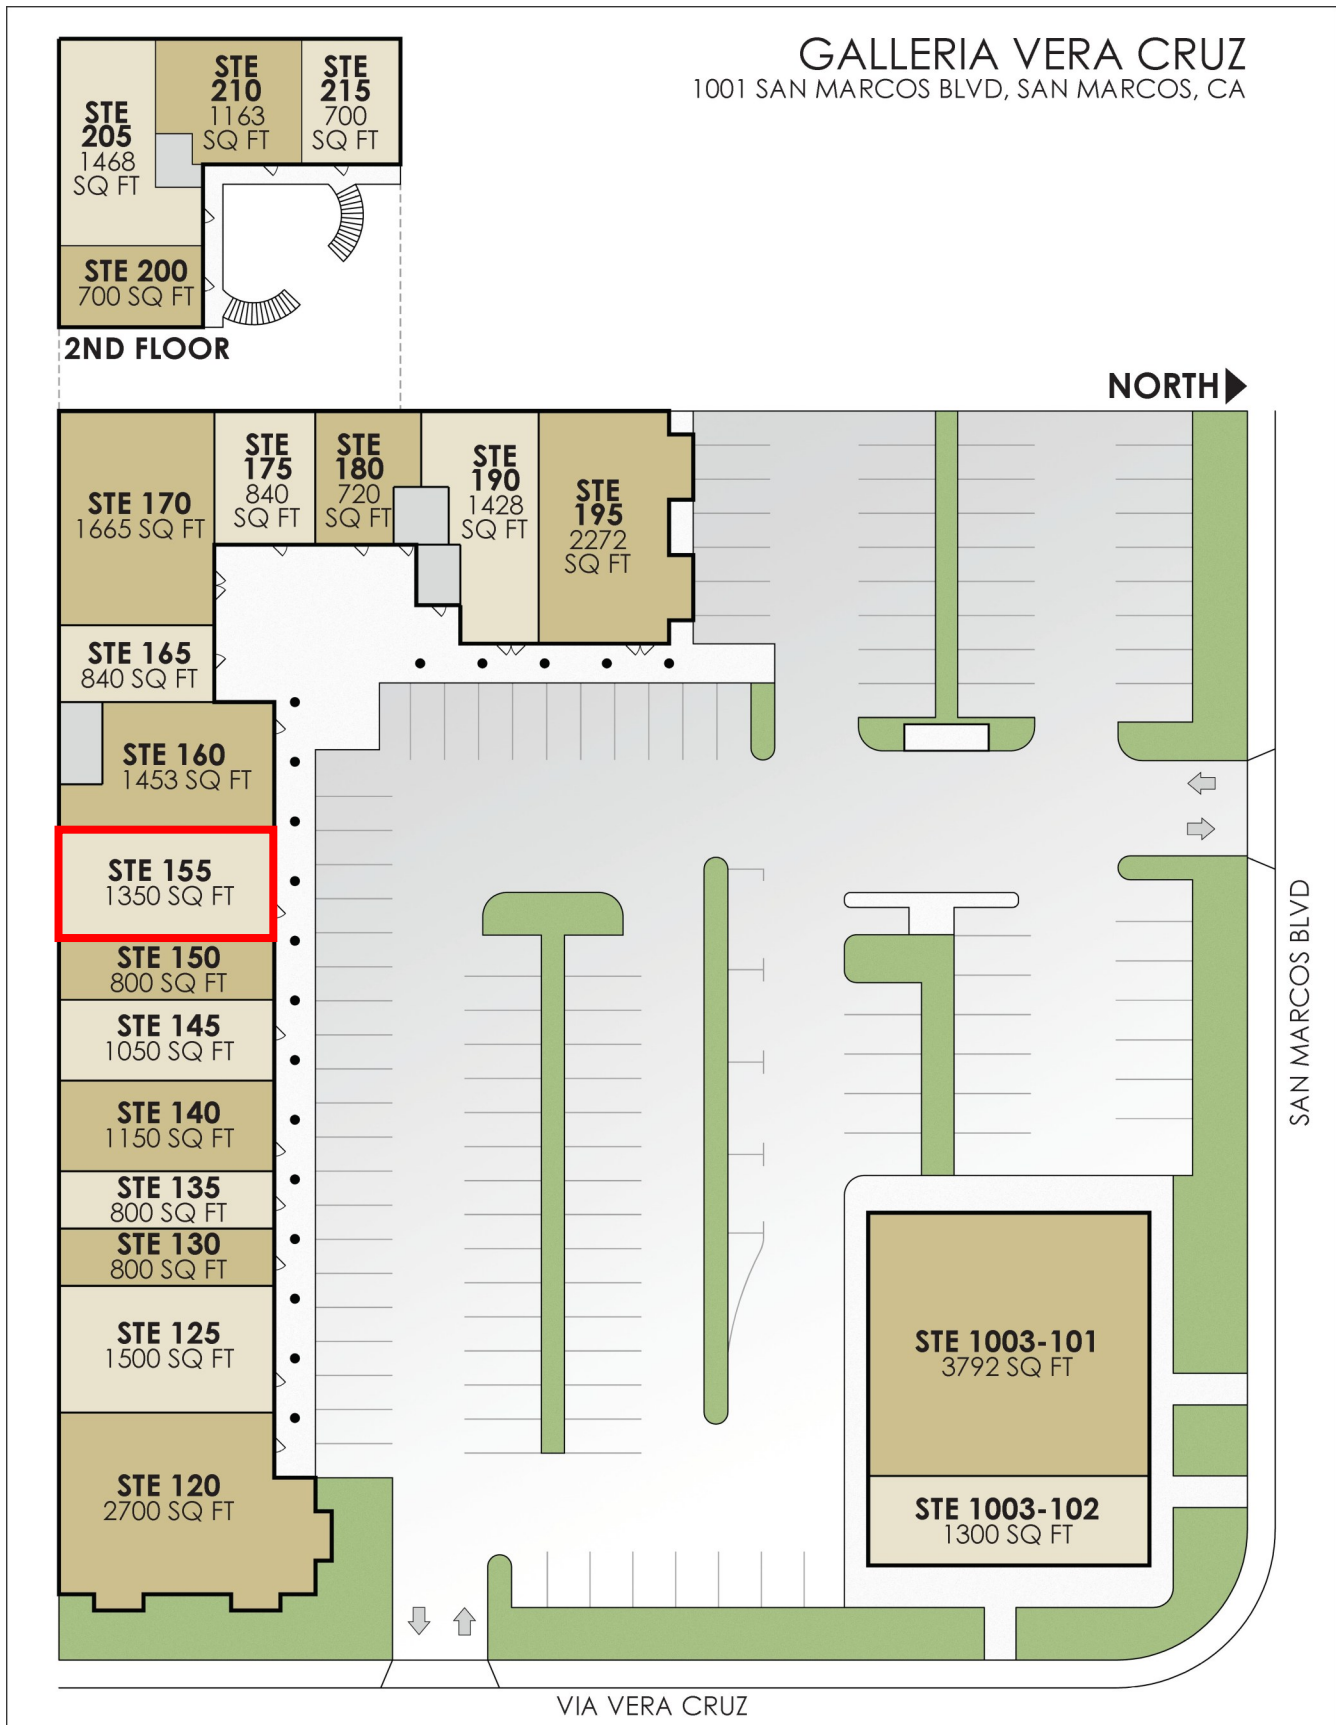 GALLERIA VERA CRUZ
1001 SAN MARCOS BLVD, SAN MARCOS, CA
STE
205
1468
SQ FT
STE
210
1163
SQ FT
STE
215
700
SQ FT
STE 200
700 SQ FT
2ND FLOOR
NORTH
STE 170
1665 SQ FT
STE
175
840
SQ FT
STE
180
720
SQ FT
STE
190
1428
SQ FT
STE
195
2272
SQ FT
STE 165
840 SQ FT
STE 160
1453 SQ FT
STE 155
1350 SQ FT
STE 150
800 SQ FT
STE 145
1050 SQ FT
STE 140
1150 SQ FT
STE 135
800 SQ FT
STE 130
800 SQ FT
STE 125
1500 SQ FT
STE 120
2700 SQ FT
STE 1003-101
3792 SQ FT
STE 1003-102
1300 SQ FT
SAN MARCOS BLVD
VIA VERA CRUZ